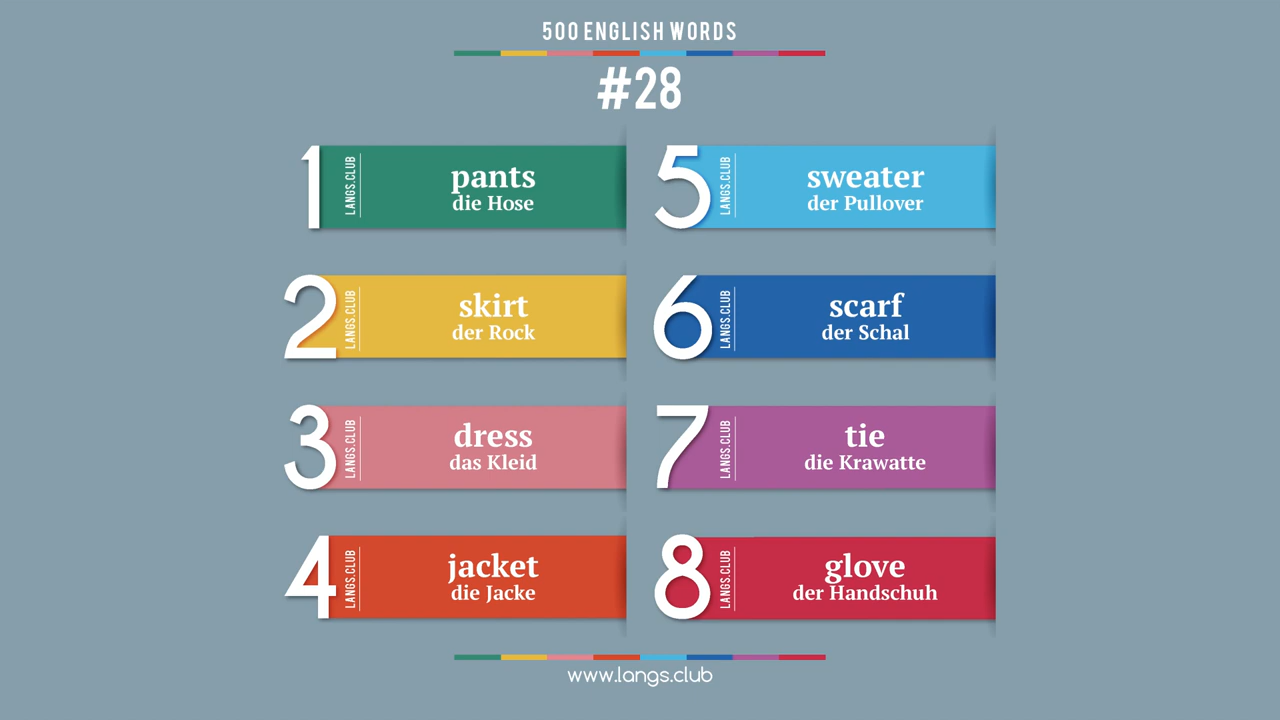 500 ENGLISH WORDS
#28
1
LANGS.CLUB
pants
die Hose
2
LANGS.CLUB
skirt
der Rock
3
LANGS.CLUB
dress
das Kleid
4
LANGS.CLUB
jacket
die Jacke
5
LANGS.CLUB
sweater
der Pullover
6
LANGS.CLUB
scarf
der Schal
7
LANGS.CLUB
tie
die Krawatte
8
LANGS.CLUB
glove
der Handschuh
www.langs.club